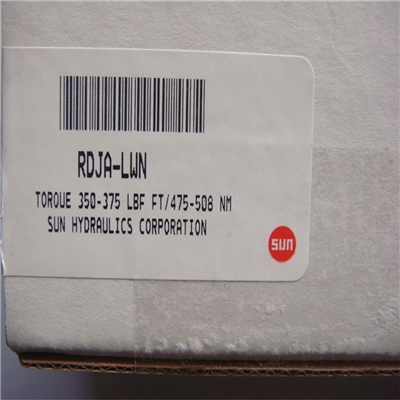 RDJA-LWN
TORQUE 350-375 LBF FT/475-508 NM
SUN HYDRAULICS CORPORATION
sun